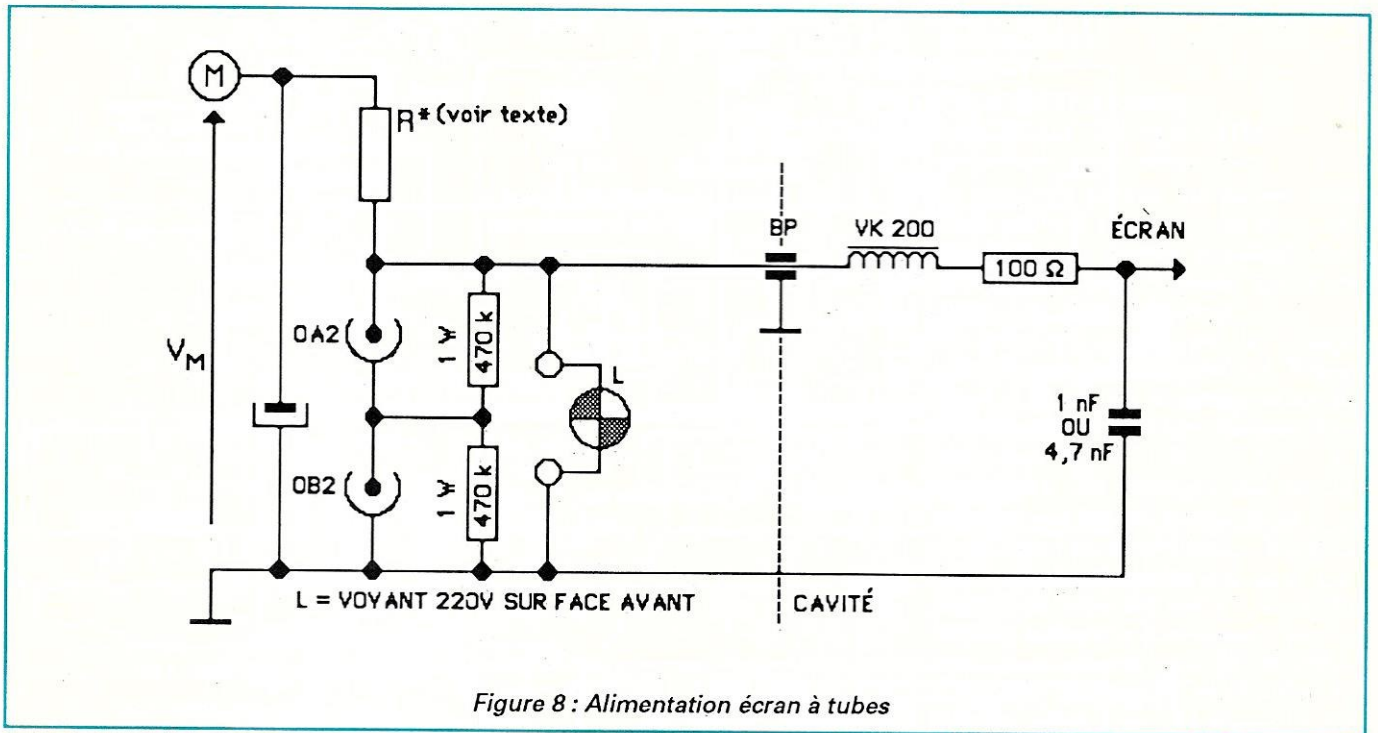 M
R* (voir texte)
VM
OA2
1 W
470 k
L
OB2
1 W
470 k
BP
VK 200
100 Ω
ÉCRAN
1 nF
OU
4,7 nF
L = VOYANT 220V SUR FACE AVANT
CAVITÉ
Figure 8 : Alimentation écran à tubes